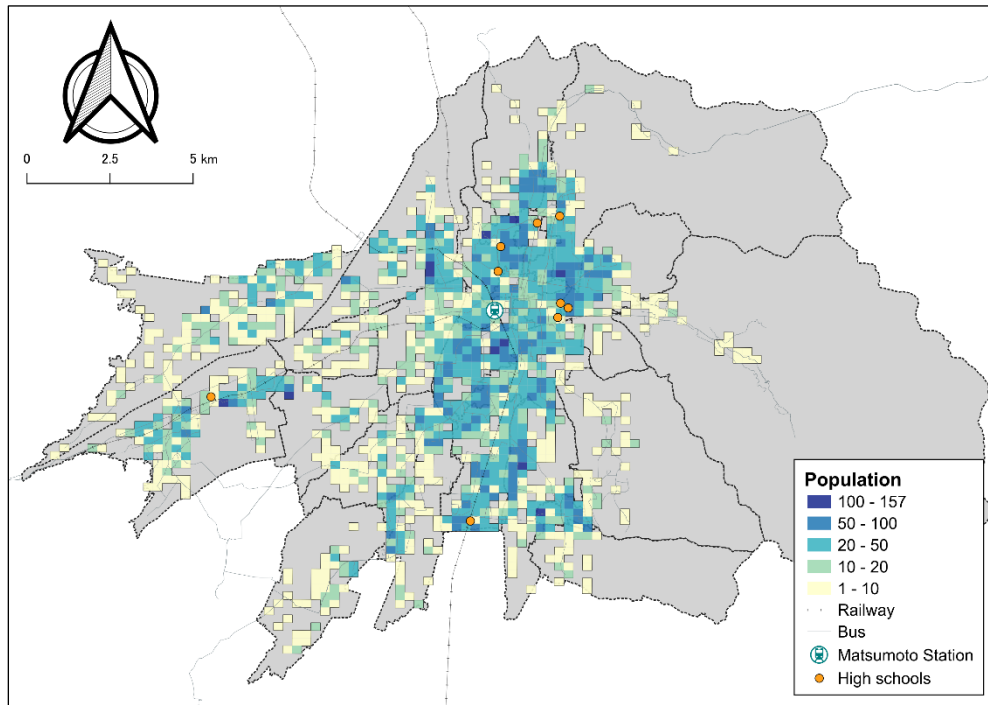 0 2.5 5 km
Population
100 - 157
50 - 100
20 - 50
10 - 20
1 - 10
Railway
Bus
Matsumoto Station
High schools